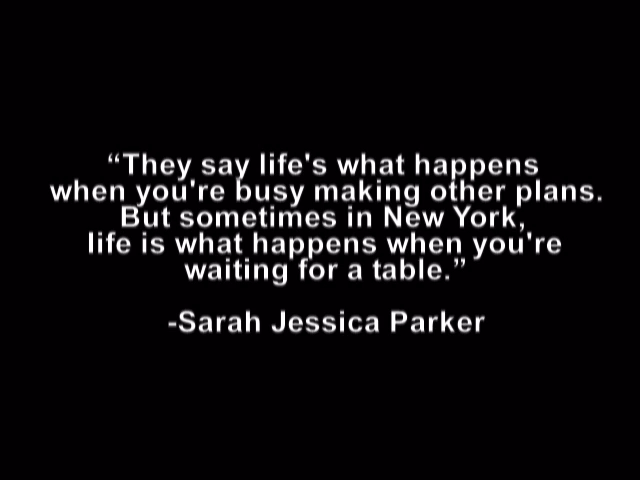 “They say life's what happens
when you're busy making other plans.
But sometimes in New York,
life is what happens when you're
waiting for a table.”
-Sarah Jessica Parker